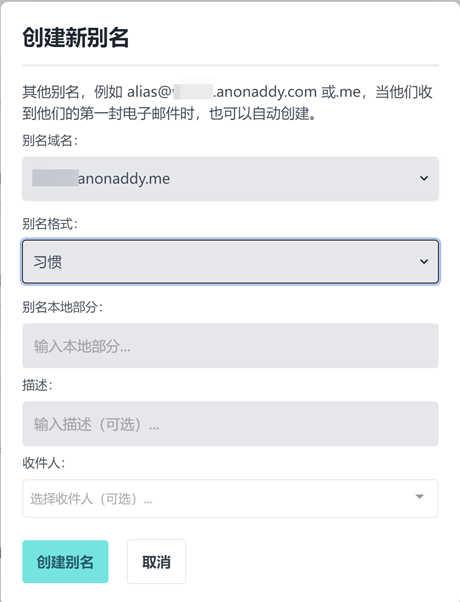 创建新别名
其他别名，例如 alias@ .anonaddy.com 或.me，当他们收
到他们的第一封电子邮件时，也可以自动创建。
别名域名：
anonaddy.me
别名格式：
习惯
别名本地部分：
输入本地部分...
描述：
输入描述（可选）...
收件人：
选择收件人（可选）...
创建别名 取消